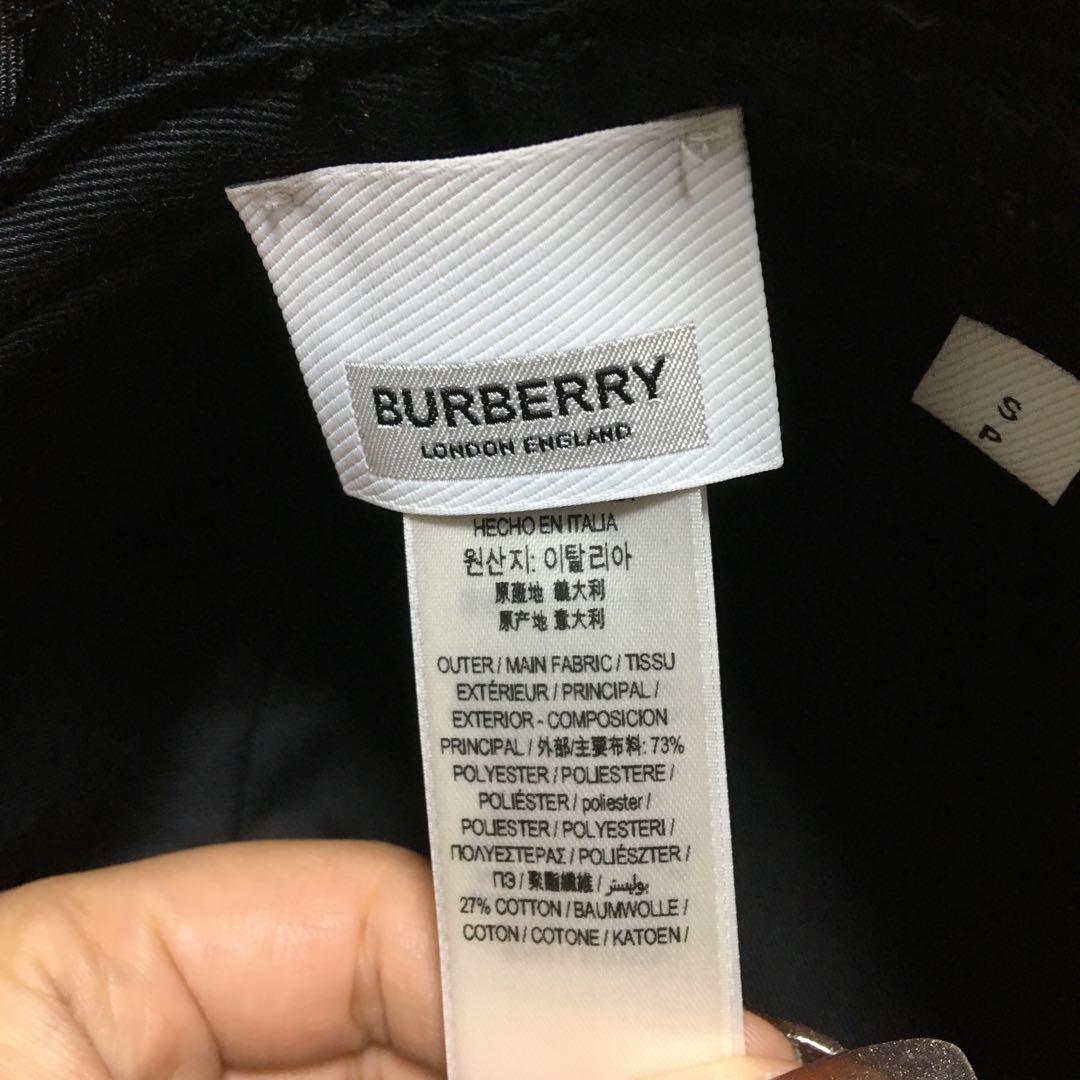 BURBERRY
LONDON ENGLAND
HECHO EN ITALIA
원산지: 이탈리아
原產地 義大利
原产地 意大利
OUTER / MAIN FABRIC / TISSU
EXTÉRIEUR / PRINCIPAL /
EXTERIOR - COMPOSICION
PRINCIPAL / 外部/主要布料: 73%
POLYESTER / POLIESTERE /
POLIÉSTER / poliester /
POLIESTER / POLYESTERI /
ΠΟΛΥΕΣΤΕΡΑΣ / POLIÉSZTER /
ПЭ / 聚酯纖維 / بوليستر
27% COTTON / BAUMWOLLE /
COTON / COTONE / KATOEN /
S
P